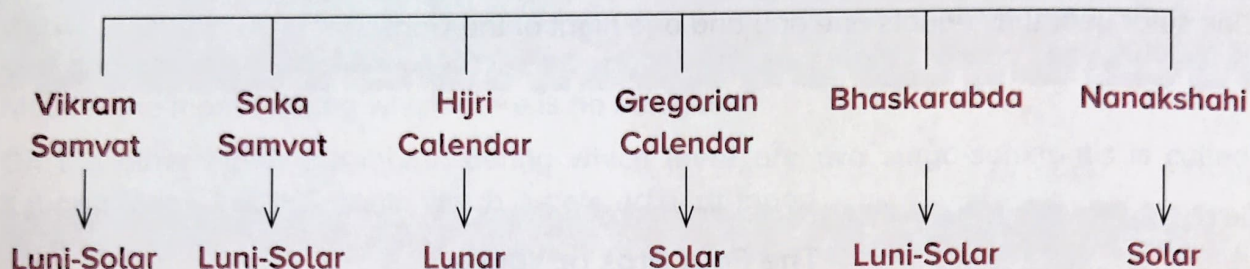 Vikram Saka Hijri Gregorian Bhaskarabda Nanakshahi
Samvat Samvat Calendar Calendar
Luni-Solar Luni-Solar Lunar Solar Luni-Solar Solar